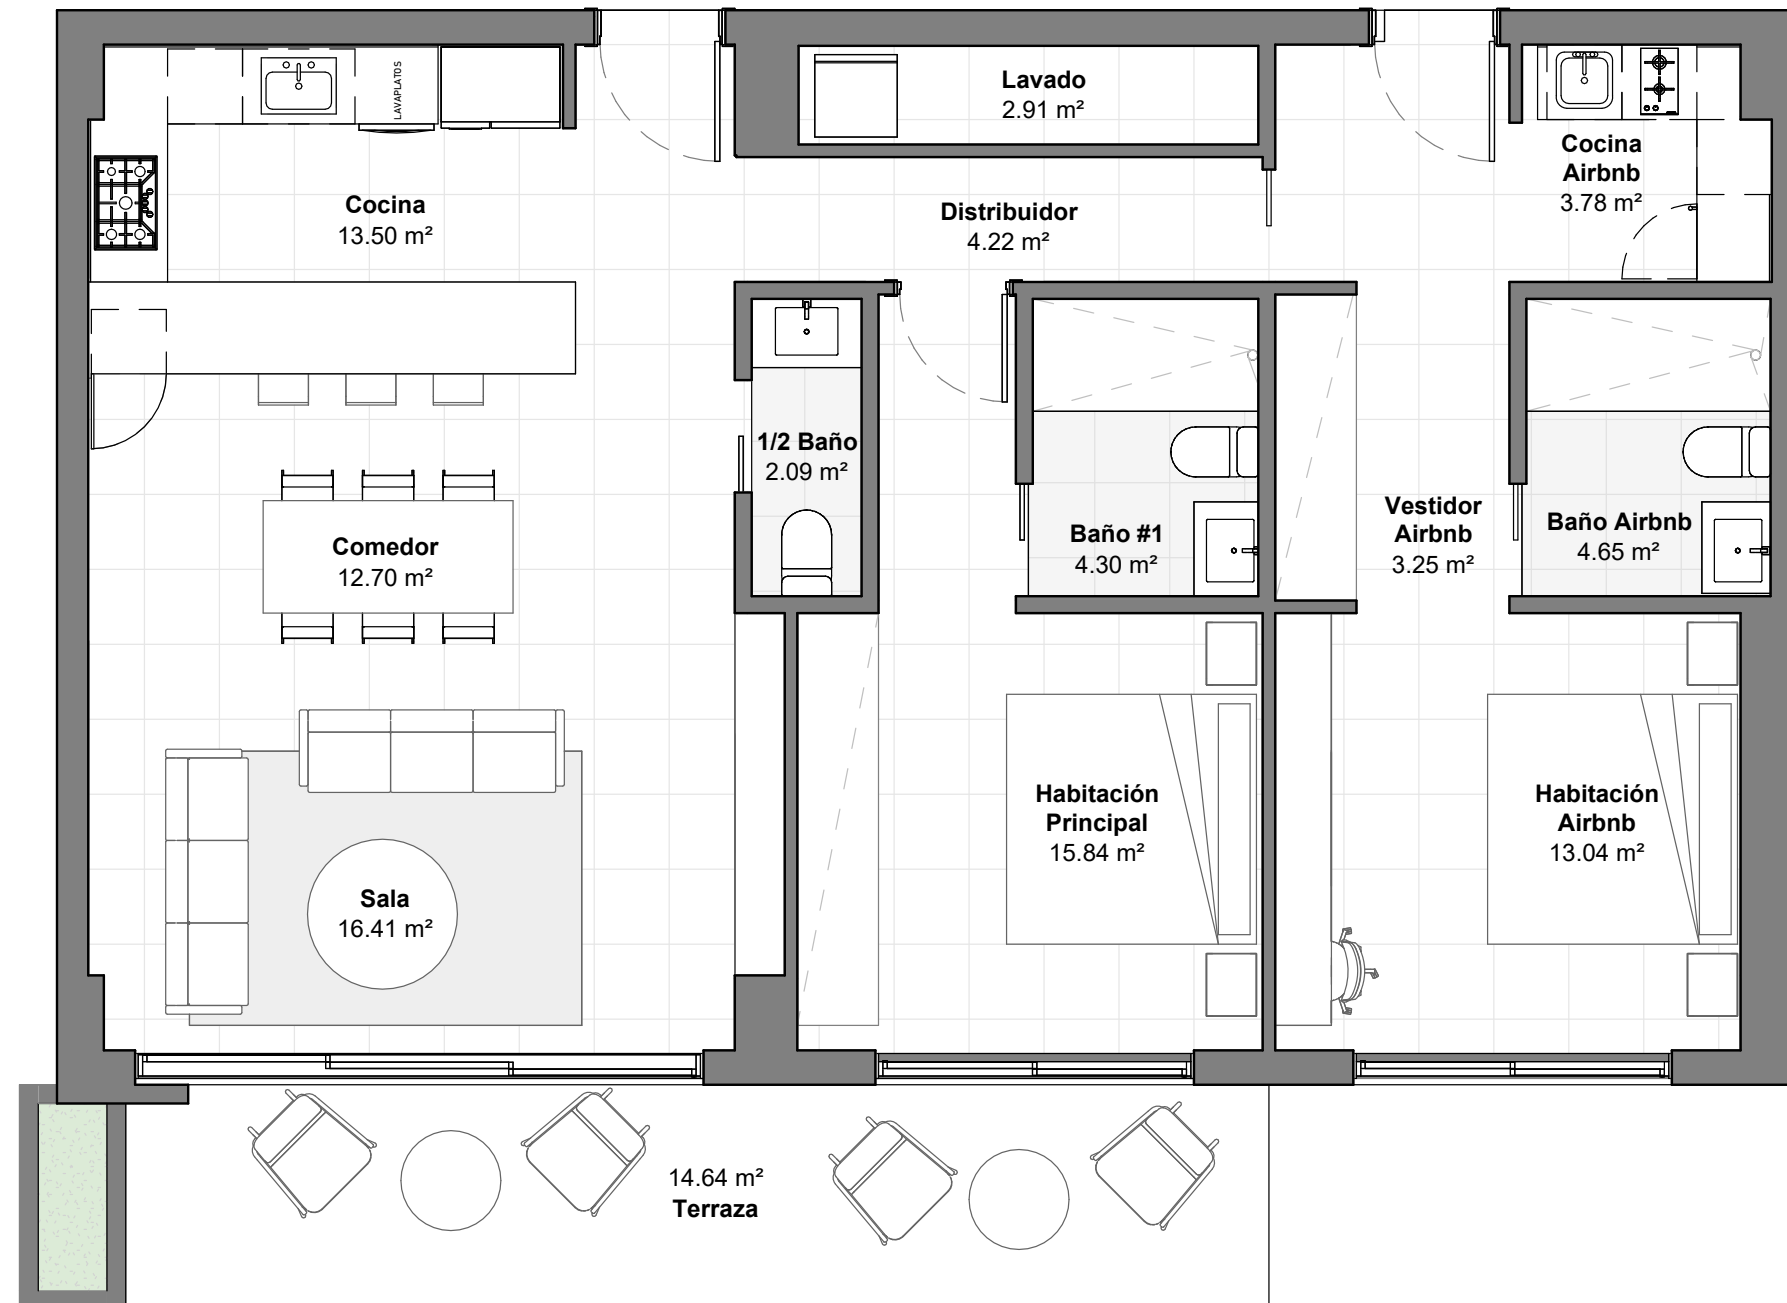 LAVAPLATOS
Lavado
2.91 m²
Cocina
Airbnb
3.78 m²
Cocina
13.50 m²
Distribuidor
4.22 m²
1/2 Baño
2.09 m²
Comedor
12.70 m²
Baño #1
4.30 m²
Vestidor
Airbnb
3.25 m²
Baño Airbnb
4.65 m²
Sala
16.41 m²
Habitación
Principal
15.84 m²
Habitación
Airbnb
13.04 m²
14.64 m²
Terraza